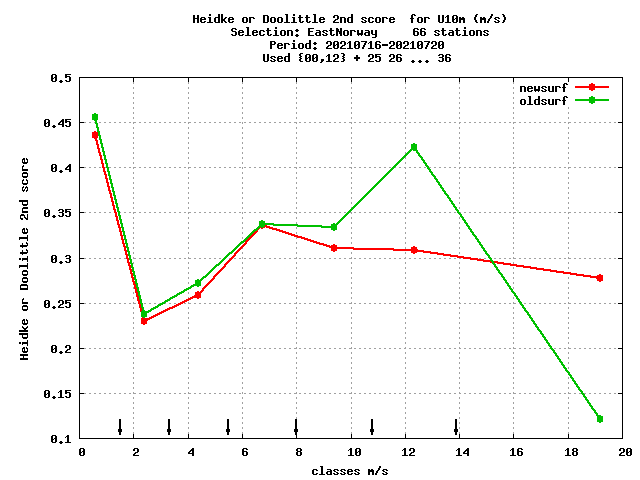 Heidke or Doolittle 2nd score  for U10m (m/s)
Selection: EastNorway     66 stations
Period: 20210716-20210720
Used {00,12} + 25 26 ... 36
newsurf
oldsurf
Heidke or Doolittle 2nd score
0.5
0.45
0.4
0.35
0.3
0.25
0.2
0.15
0.1
0 2 4 6 8 10 12 14 16 18 20
classes m/s